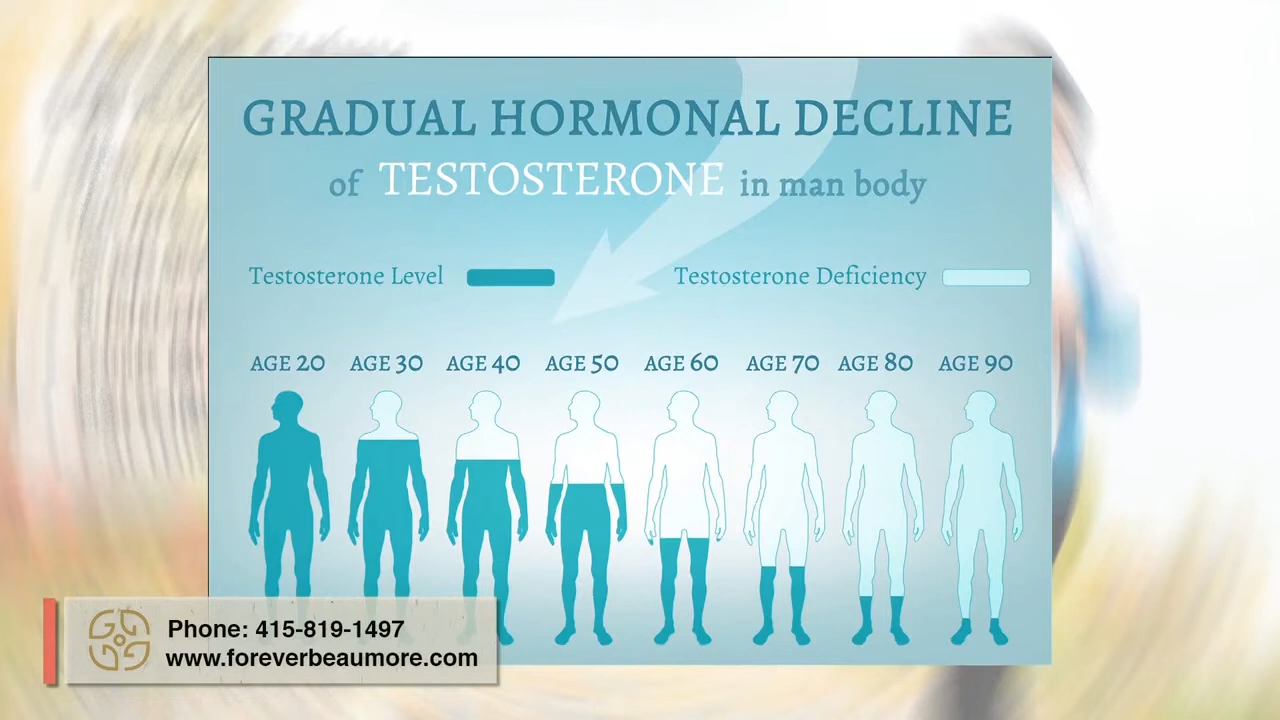 GRADUAL HORMONAL DECLINE
of TESTOSTERONE in man body
Testosterone Level Testosterone Deficiency
AGE 20 AGE 30 AGE 40 AGE 50 AGE 60 AGE 70 AGE 80 AGE 90
Phone: 415-819-1497
www.foreverbeaumore.com